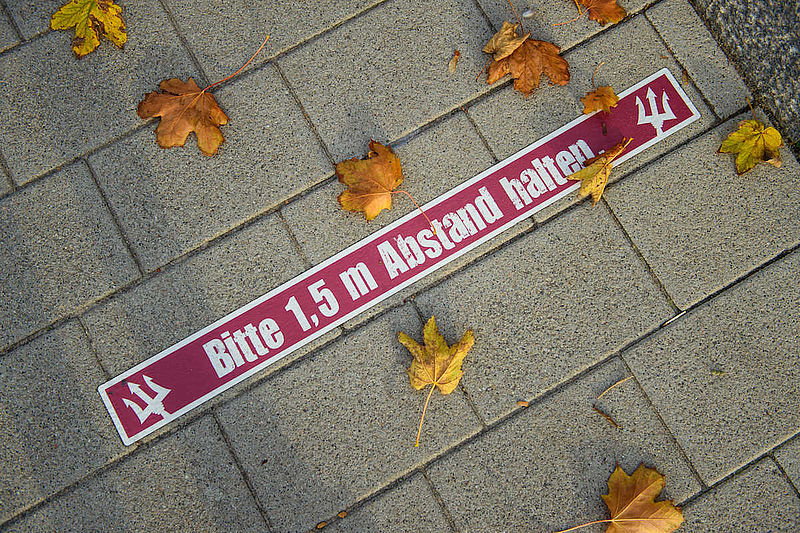 Bitte 1,5 m Abstand halten.